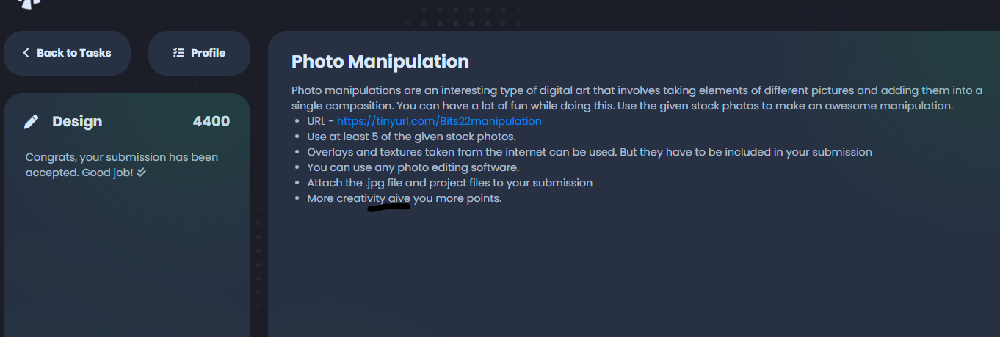 Back to Tasks
Profile
Design 4400
Congrats, your submission has been
accepted. Good job!
Photo Manipulation
Photo manipulations are an interesting type of digital art that involves taking elements of different pictures and adding them into a
single composition. You can have a lot of fun while doing this. Use the given stock photos to make an awesome manipulation.
• URL - https://tinyurl.com/Bits22manipulation
• Use at least 5 of the given stock photos.
• Overlays and textures taken from the internet can be used. But they have to be included in your submission
• You can use any photo editing software.
• Attach the .jpg file and project files to your submission
• More creativity give you more points.